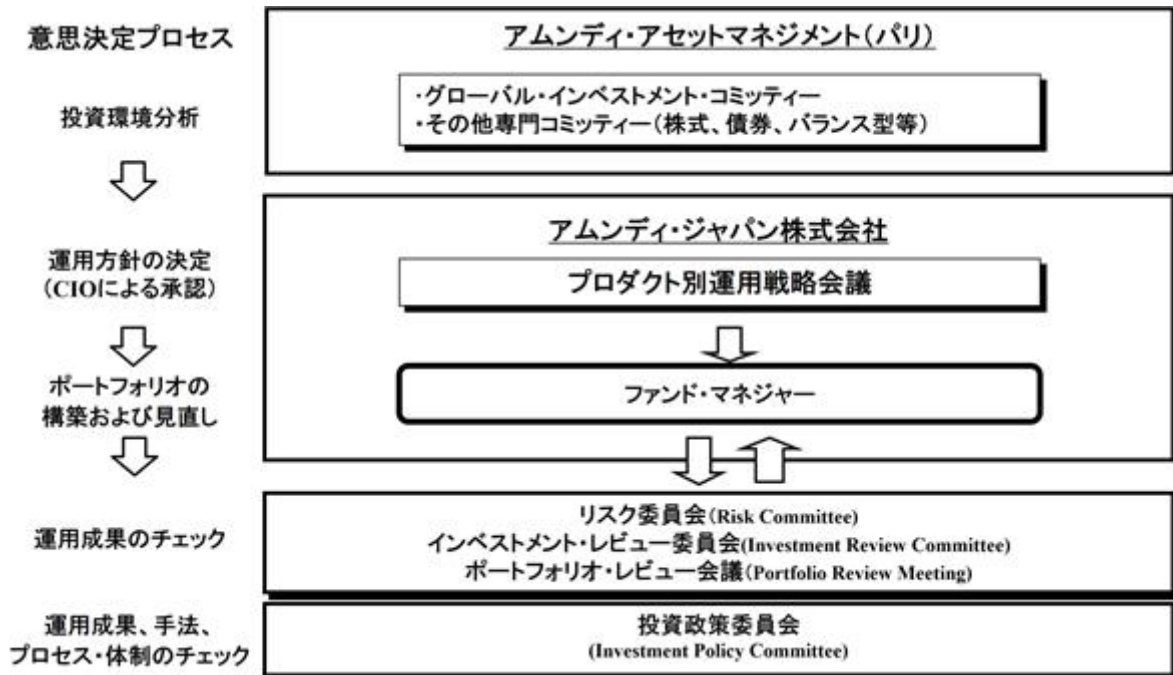 意思決定プロセス
アムンディ・アセットマネジメント（パリ）
投資環境分析
・グローバル・インベストメント・コミッティー
・その他専門コミッティー（株式、債券、バランス型等）
アムンディ・ジャパン株式会社
運用方針の決定
（CIOによる承認）
プロダクト別運用戦略会議
ポートフォリオの
構築および見直し
ファンド・マネジャー
運用成果のチェック
リスク委員会(Risk Committee)
インベストメント・レビュー委員会(Investment Review Committee)
ポートフォリオ・レビュー会議(Portfolio Review Meeting)
運用成果、手法、
プロセス・体制のチェック
投資政策委員会
(Investment Policy Committee)